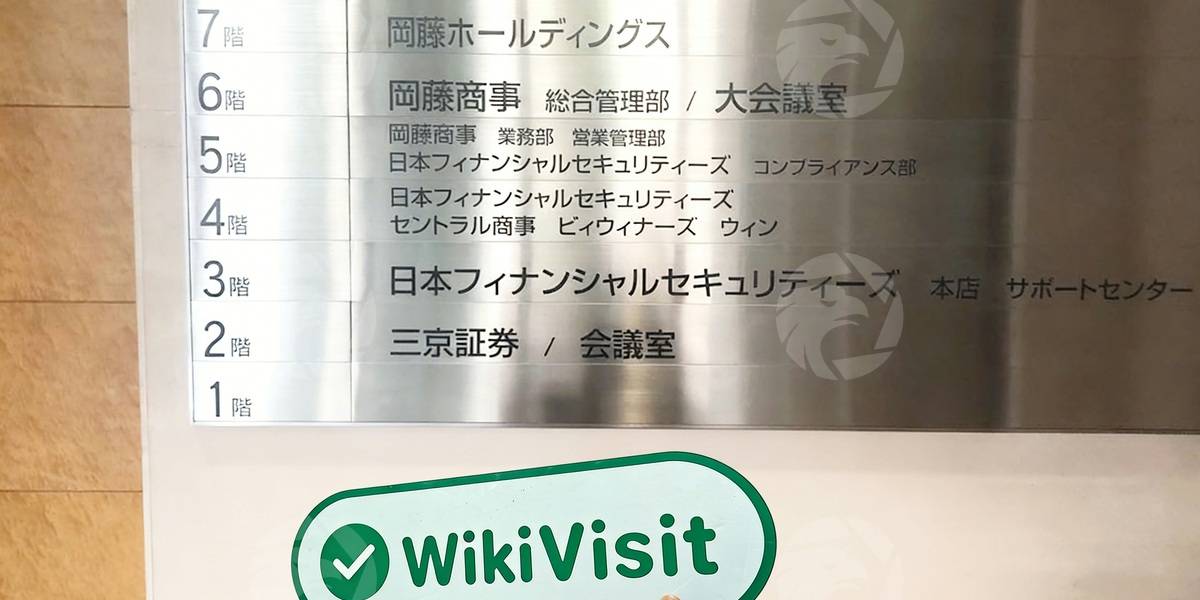 7階 岡藤ホールディングス
6階 岡藤商事 総合管理部 / 大会議室
岡藤商事 業務部 営業管理部
5階 日本フィナンシャルセキュリティーズ コンプライアンス部
日本フィナンシャルセキュリティーズ
4階 セントラル商事 ビィウィナーズ ウィン
3階 日本フィナンシャルセキュリティーズ 本店 サポートセンター
2階 三京証券 / 会議室
1階
WikiVisit